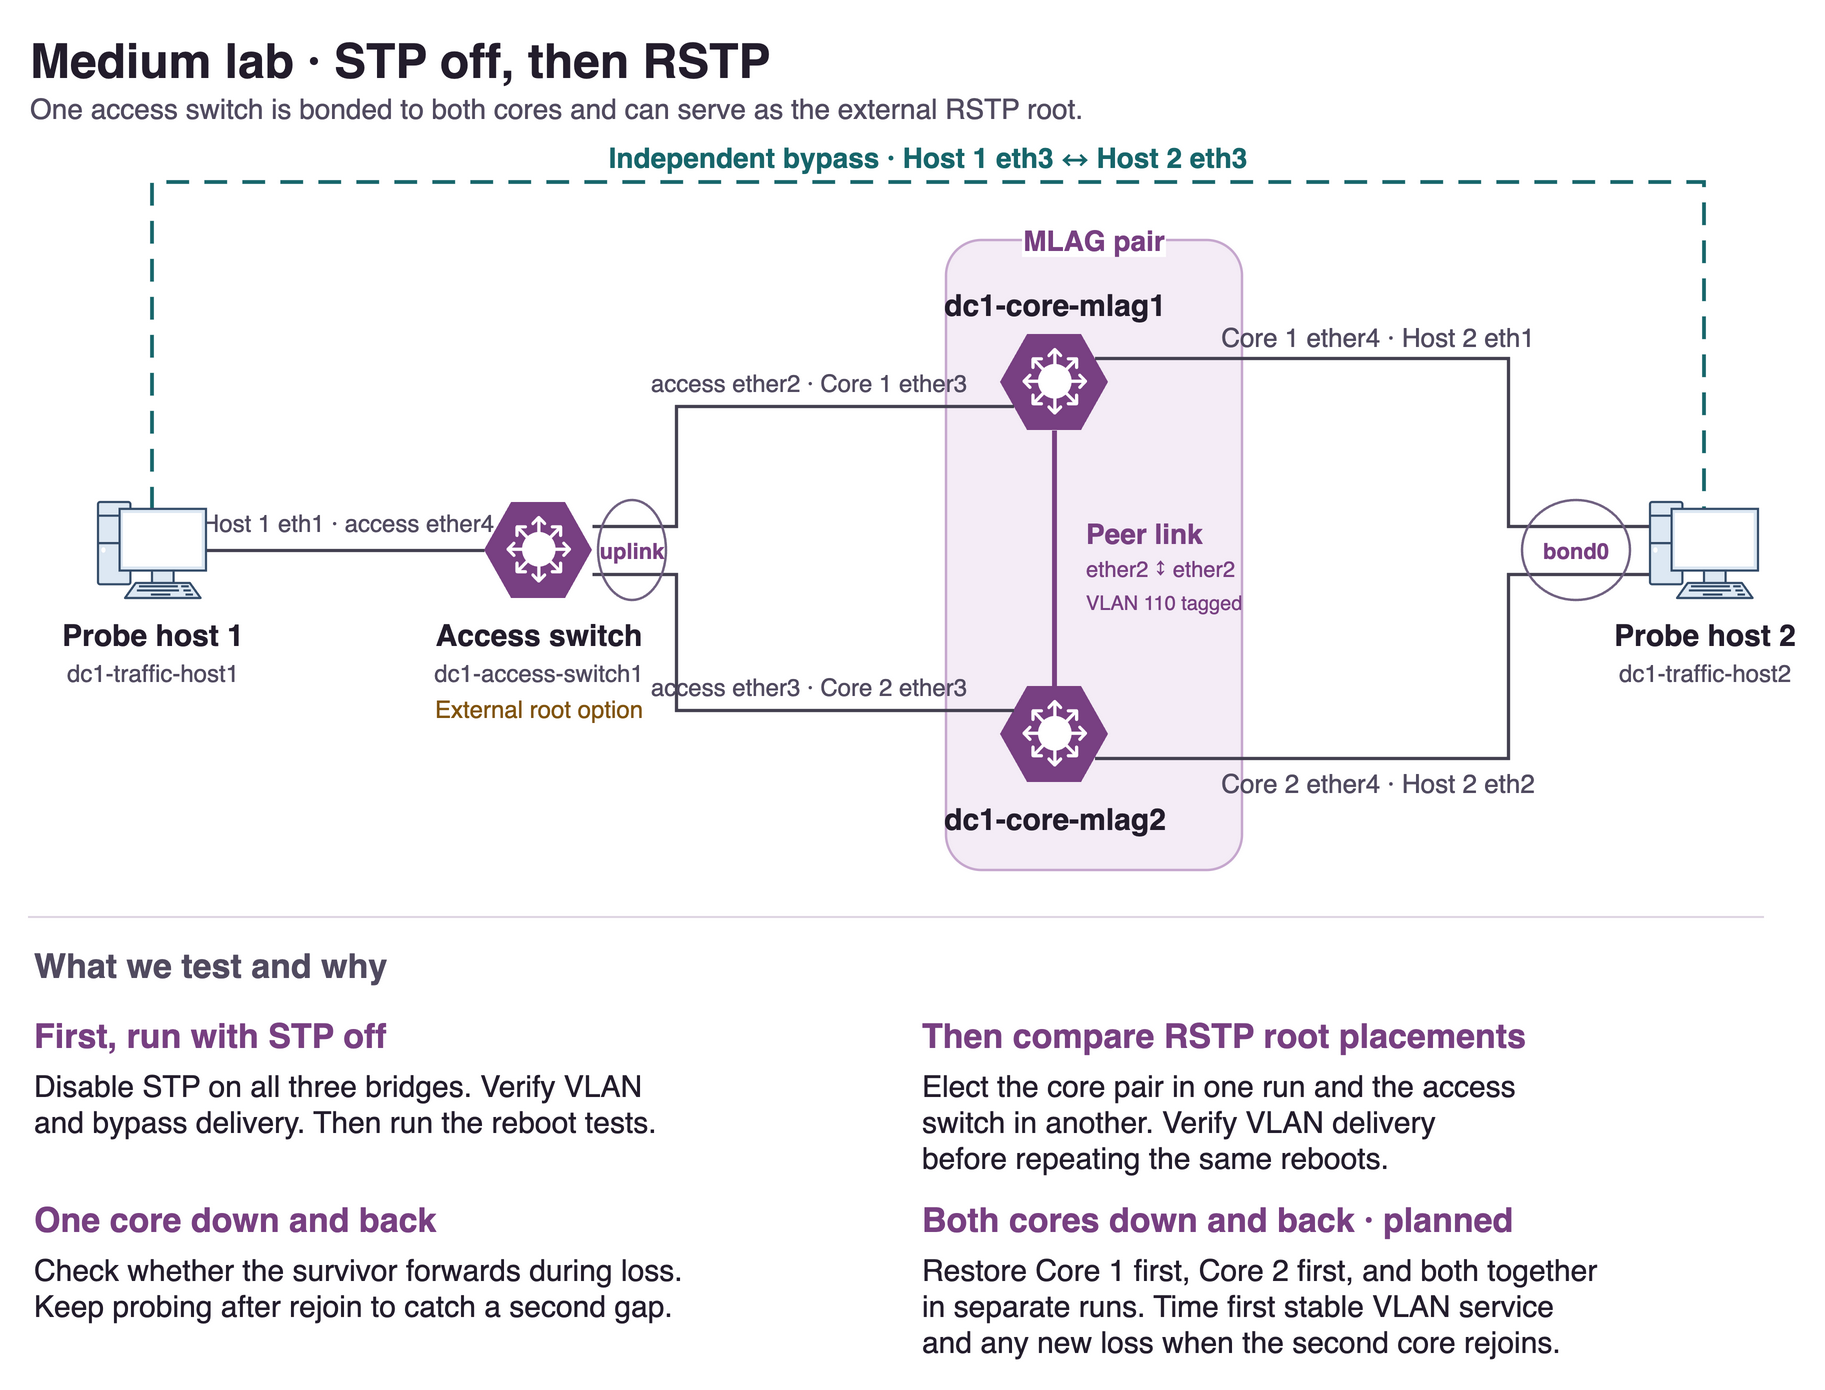 Medium lab · STP off, then RSTP
One access switch is bonded to both cores and can serve as the external RSTP root.
Independent bypass · Host 1 eth3 ↔ Host 2 eth3
MLAG pair
dc1-core-mlag1
Core 1 ether4 · Host 2 eth1
access ether2 · Core 1 ether3
Host 1 eth1 · access ether4
uplink
Peer link
ether2 ↕ ether2
VLAN 110 tagged
bond0
Probe host 1
dc1-traffic-host1
Access switch
dc1-access-switch1
External root option
access ether3 · Core 2 ether3
Probe host 2
dc1-traffic-host2
Core 2 ether4 · Host 2 eth2
dc1-core-mlag2
What we test and why
First, run with STP off
Disable STP on all three bridges. Verify VLAN
and bypass delivery. Then run the reboot tests.
Then compare RSTP root placements
Elect the core pair in one run and the access
switch in another. Verify VLAN delivery
before repeating the same reboots.
One core down and back
Check whether the survivor forwards during loss.
Keep probing after rejoin to catch a second gap.
Both cores down and back · planned
Restore Core 1 first, Core 2 first, and both together
in separate runs. Time first stable VLAN service
and any new loss when the second core rejoins.